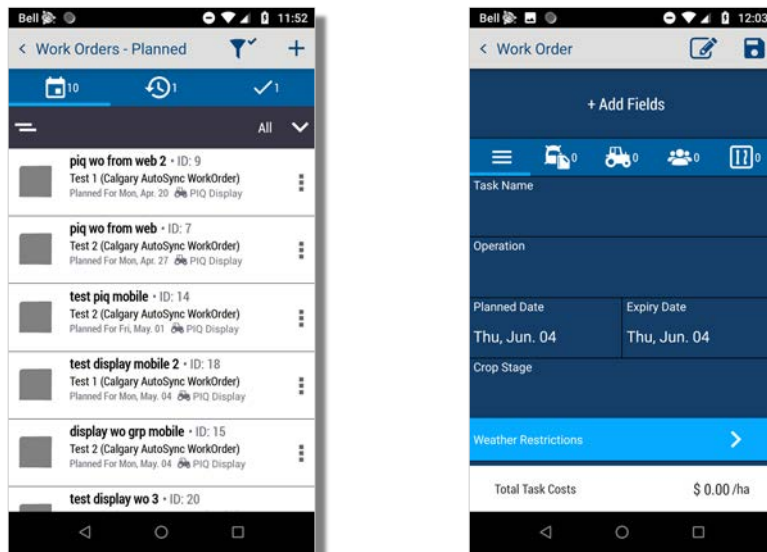 Bell 11:52
Work Orders - Planned
10 1 1
All
piq wo from web 2 • ID: 9
Test 1 (Calgary AutoSync WorkOrder)
Planned For Mon, Apr. 20 PIQ Display
piq wo from web • ID: 7
Test 2 (Calgary AutoSync WorkOrder)
Planned For Mon, Apr. 27 PIQ Display
test piq mobile • ID: 14
Test 2 (Calgary AutoSync WorkOrder)
Planned For Fri, May. 01 PIQ Display
test display mobile 2 • ID: 18
Test 1 (Calgary AutoSync WorkOrder)
Planned For Mon, May. 04 PIQ Display
display wo grp mobile • ID: 15
Test 2 (Calgary AutoSync WorkOrder)
Planned For Mon, May. 04 PIQ Display
test display wo 3 • ID: 20
Bell 12:03
Work Order
+ Add Fields
0 0 0 0
Task Name
Operation
Planned Date Expiry Date
Thu, Jun. 04 Thu, Jun. 04
Crop Stage
Weather Restrictions
Total Task Costs $ 0.00 /ha